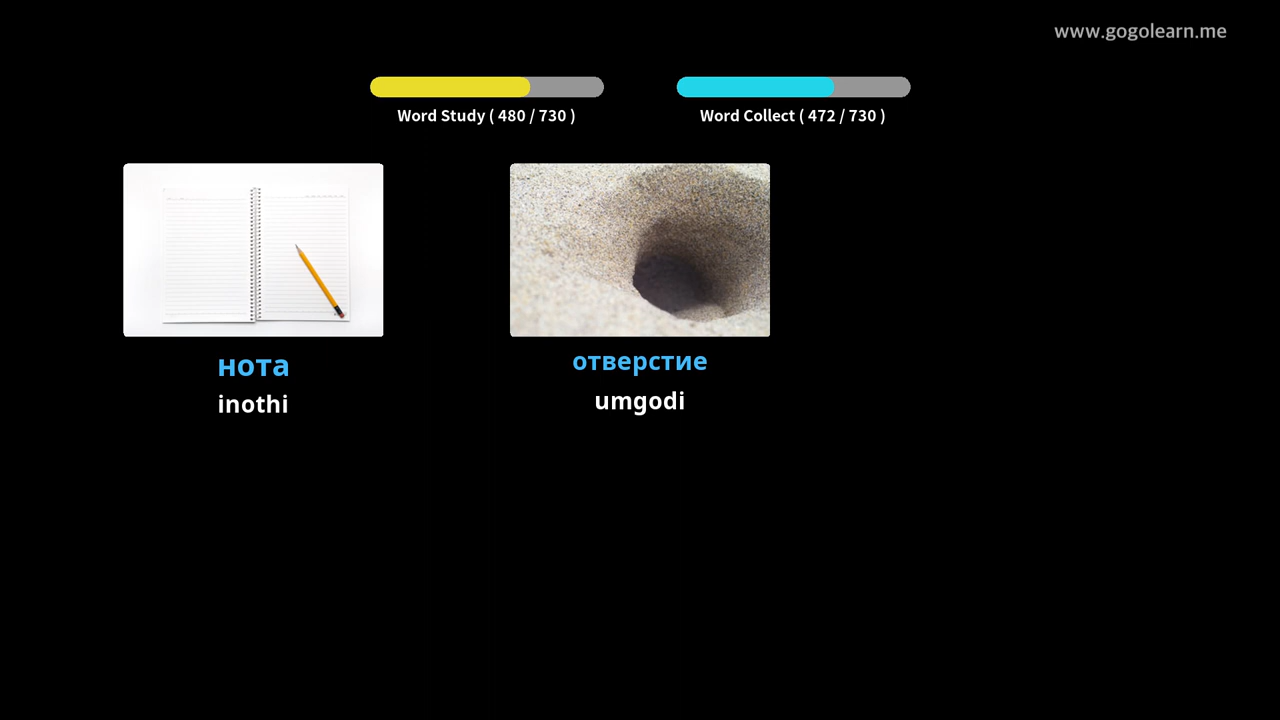 www.gogolearn.me
Word Study ( 480 / 730 )
Word Collect ( 472 / 730 )
нота
inothi
отверстие
umgodi